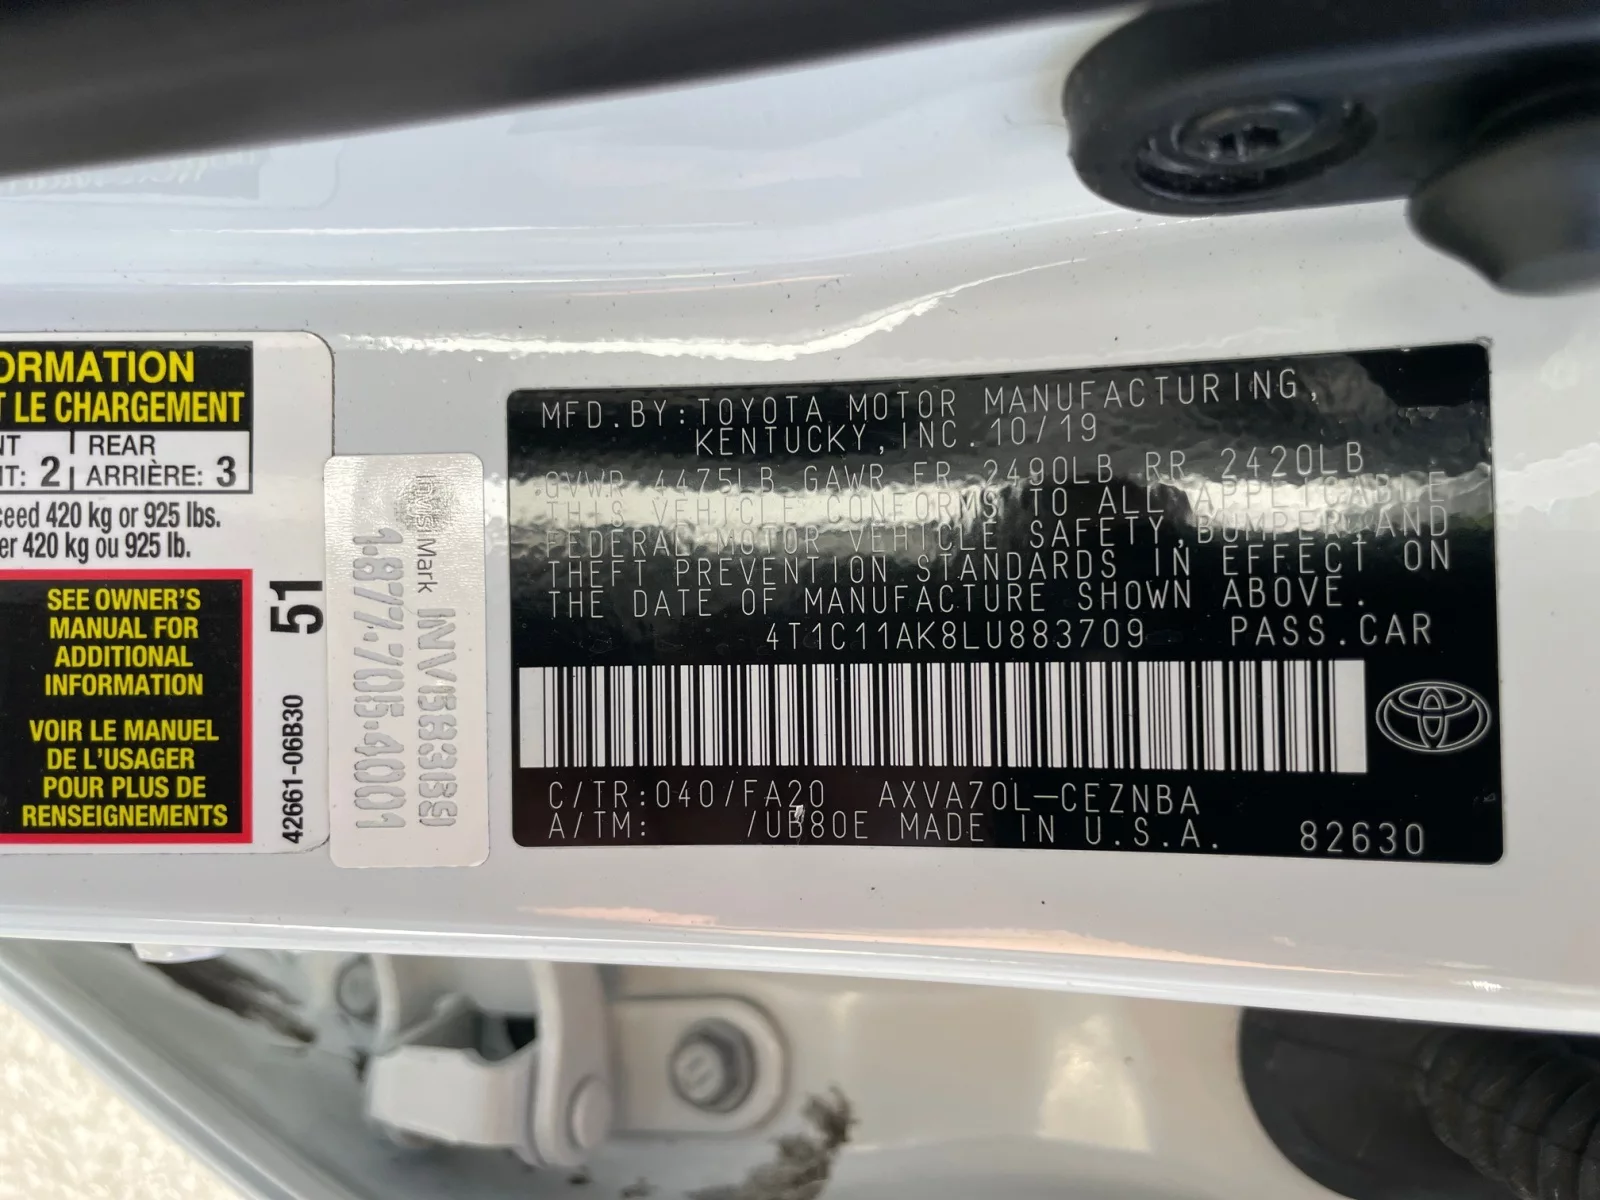 ORMATION
T LE CHARGEMENT
NT REAR
NT: 2 ARRIÈRE: 3
ceed 420 kg or 925 lbs.
er 420 kg ou 925 lb.
SEE OWNER'S
MANUAL FOR
ADDITIONAL
INFORMATION
VOIR LE MANUEL
DE L'USAGER
POUR PLUS DE
RENSEIGNEMENTS
51
42661-06B30
InvisiMark INV583169
1.877.705.4001
MFD.BY:TOYOTA MOTOR MANUFACTURING,
KENTUCKY,INC.10/19
GVWR 4475LB GAWR FR 2490LB RR 2420LB
THIS VEHICLE CONFORMS TO ALL APPLICABLE
FEDERAL MOTOR VEHICLE SAFETY,BUMPER,AND
THEFT PREVENTION STANDARDS IN EFFECT ON
THE DATE OF MANUFACTURE SHOWN ABOVE.
4T1C11AK8LU883709 PASS.CAR
C/TR:040/FA20 AXVA70L-CEZNBA
A/TM: /UB80E MADE IN U.S.A. 82630